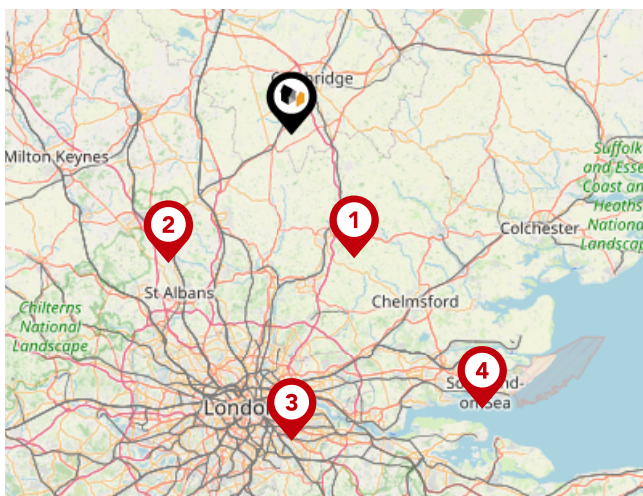 Cambridge
Milton Keynes
Suffolk
and Esse
Coast and
Heaths
National
Landscape
1
2
Colchester
St Albans
Chelmsford
Chilterns
National
Landscape
4
3
London
on Sea